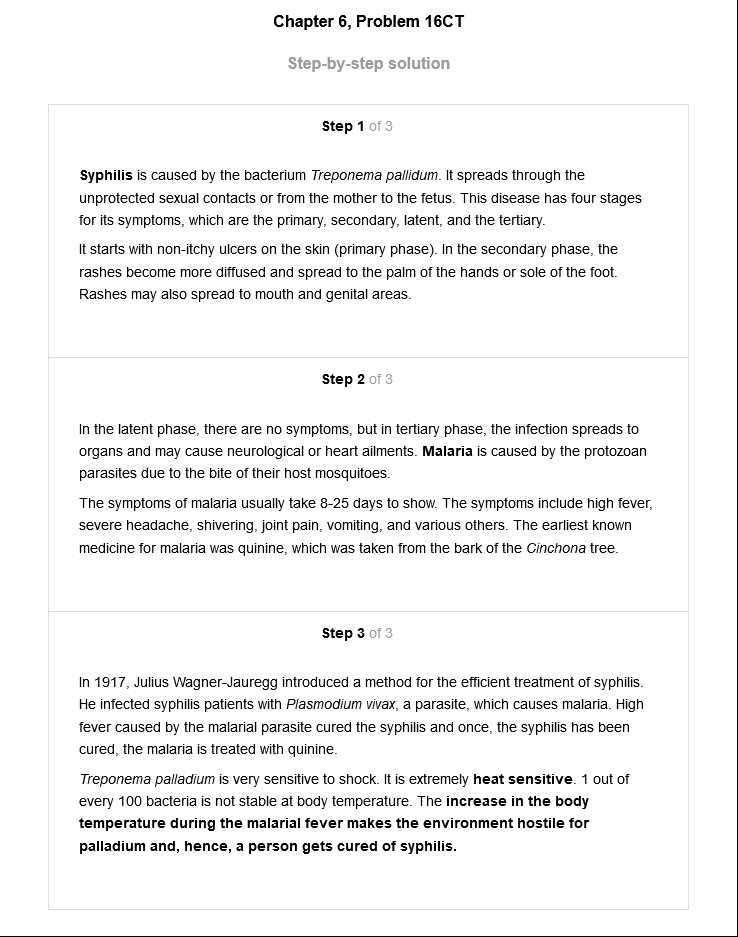 Chapter 6, Problem 16CT
Step-by-step solution
Step 1 of 3
Syphilis is caused by the bacterium Treponema pallidum. It spreads through the
unprotected sexual contacts or from the mother to the fetus. This disease has four stages
for its symptoms, which are the primary, secondary, latent, and the tertiary.
It starts with non-itchy ulcers on the skin (primary phase). In the secondary phase, the
rashes become more diffused and spread to the palm of the hands or sole of the foot.
Rashes may also spread to mouth and genital areas.
Step 2 of 3
In the latent phase, there are no symptoms, but in tertiary phase, the infection spreads to
organs and may cause neurological or heart ailments. Malaria is caused by the protozoan
parasites due to the bite of their host mosquitoes.
The symptoms of malaria usually take 8-25 days to show. The symptoms include high fever,
severe headache, shivering, joint pain, vomiting, and various others. The earliest known
medicine for malaria was quinine, which was taken from the bark of the Cinchona tree.
Step 3 of 3
In 1917, Julius Wagner-Jauregg introduced a method for the efficient treatment of syphilis.
He infected syphilis patients with Plasmodium vivax, a parasite, which causes malaria. High
fever caused by the malarial parasite cured the syphilis and once, the syphilis has been
cured, the malaria is treated with quinine.
Treponema palladium is very sensitive to shock. It is extremely heat sensitive. 1 out of
every 100 bacteria is not stable at body temperature. The increase in the body
temperature during the malarial fever makes the environment hostile for
palladium and, hence, a person gets cured of syphilis.